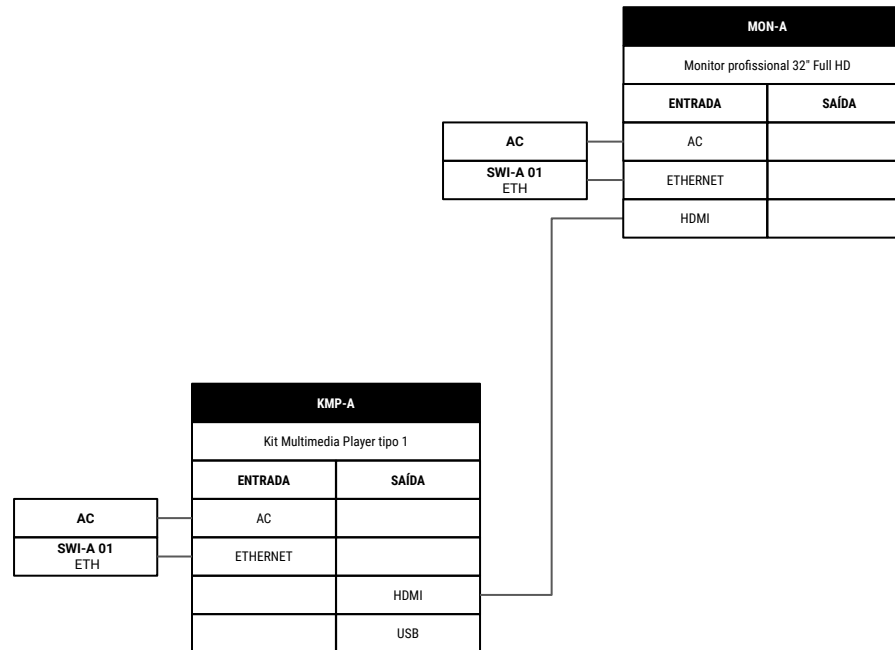 MON-A
Monitor profissional 32" Full HD
ENTRADA SAÍDA
AC AC
SWI-A 01
ETH ETHERNET
HDMI
KMP-A
Kit Multimedia Player tipo 1
ENTRADA SAÍDA
AC AC
SWI-A 01
ETH ETHERNET
HDMI
USB